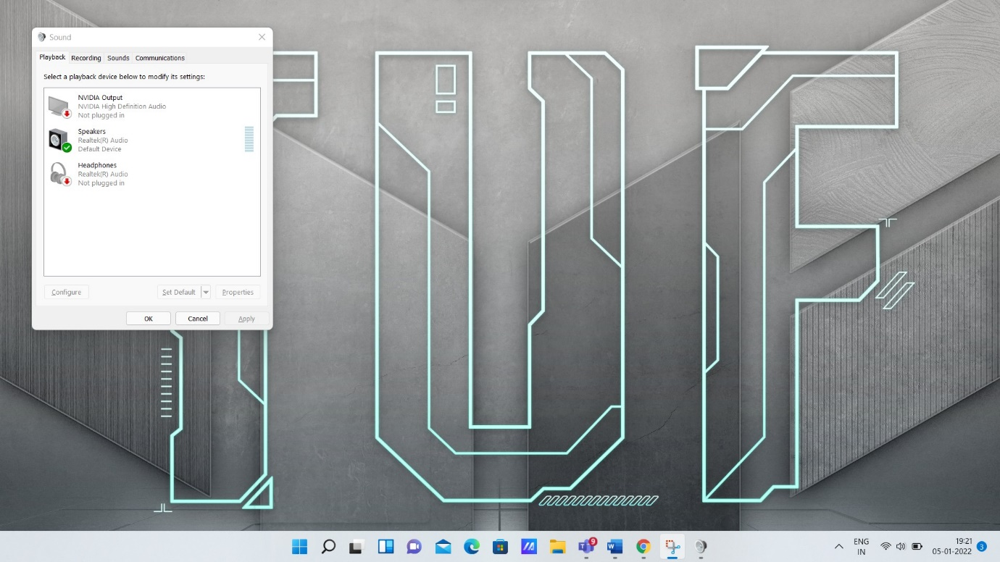 Sound
Playback Recording Sounds Communications
Select a playback device below to modify its settings:
NVIDIA Output
NVIDIA High Definition Audio
Not plugged in
Speakers
Realtek(R) Audio
Default Device
Headphones
Realtek(R) Audio
Not plugged in
Configure Set Default Properties
OK Cancel Apply
TUF
9
ENG
IN
19:21
05-01-2022
3